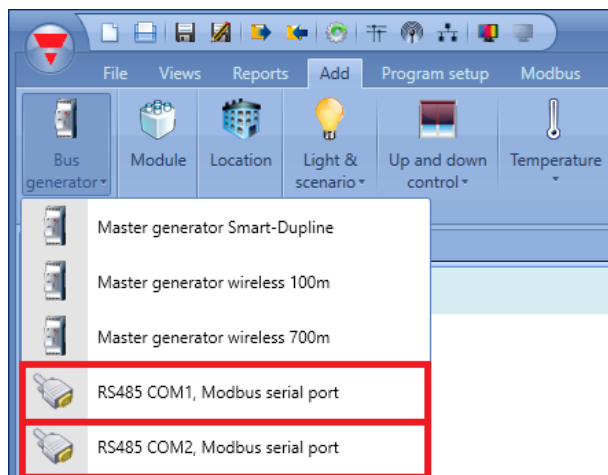 File Views Reports Add Program setup Modbus
Bus generator Module Location Light & scenario Up and down control Temperature
Master generator Smart-Dupline
Master generator wireless 100m
Master generator wireless 700m
RS485 COM1, Modbus serial port
RS485 COM2, Modbus serial port